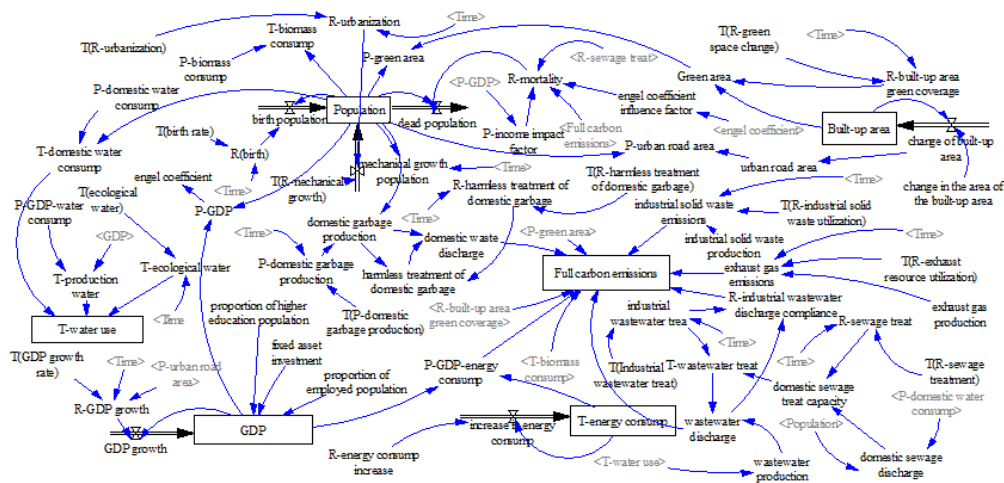 R-urbanization
<Time>
T-biomass
consump
T(R-urbanization)
P-green area
P-biomass
consump
<R-sewage treat>
T(R-green
space change)
<Time>
<P-GDP>
R-mortality
Green area
R-built-up area
green coverage
P-domestic water
consump
Population
birth population
dead population
engel coefficient
influence factor
T(birth rate)
P-income impact
factor
<Full carbon
emissions>
<engel coefficient>
Built-up area
change of built-up
area
R(birth)
P-urban road area
T-domestic water
consump
mechanical growth
population
<Time>
urban road area
engel coefficient
T(ecological
water)
<Time>
T(R-nechanical
growth)
R-harmless treatment of
domestic garbage
T(R-harmless treatment
of domestic garbage)
<Time>
change in the area of
the built-up area
P-GDP-water
consump
P-GDP
<Time>
industrial solid waste
emissions
T(R-industrial solid
waste utilization)
domestic garbage
production
<GDP>
<Time>
domestic waste
discharge
<P-green area>
industrial solid waste
production
<Time>
P-domestic garbage
production
harmless treatment of
domestic garbage
T-ecological water
T-production
water
Full carbon emissions
exhaust gas
emissions
T(R-exhaust
resource utilization)
proportion of higher
education population
T(P-domestic
garbage production)
<R-built-up area
green coverage>
industrial
wastewater trea
R-industrial wastewater
discharge compliance
exhaust gas
production
<Time
T-water use
R-sewage treat
fixed asset
investment
T(GDP growth
rate)
<Time>
<P-urban road
area>
P-GDP-energy
consump
<T-biomass
consump>
T(Industrial
wastewater treat)
<Time>
T-wastewater treat
<Time>
T(R-sewage
treatment)
proportion of
employed population
domestic sewage
treat capacity
<P-domestic water
consump>
R-GDP growth
GDP
GDP growth
increase in energy
consump
T-energy consump
wastewater
discharge
<Population>
R-energy consump
increase
<T-water use>
wastewater
production
domestic sewage
discharge